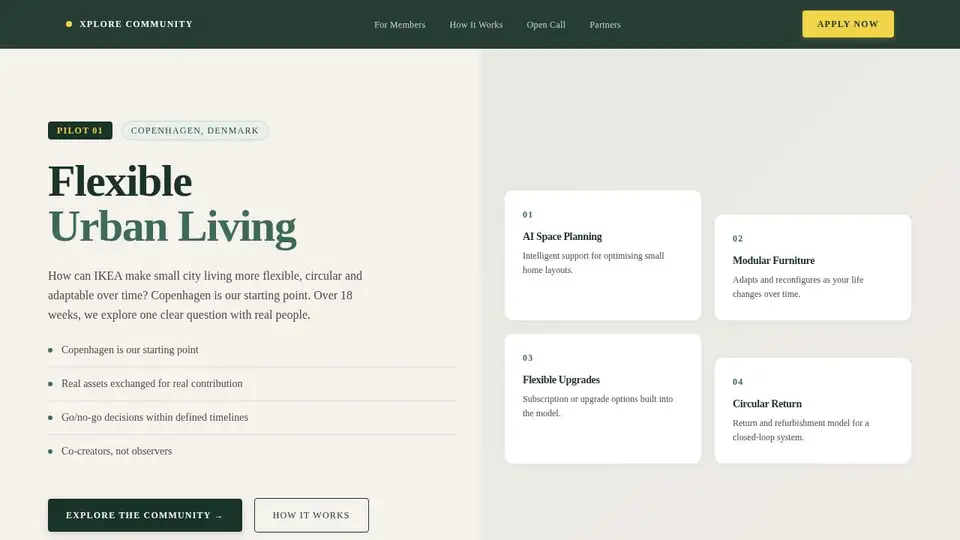 XPLORE COMMUNITY
For Members
How It Works
Open Call
Partners
APPLY NOW
PILOT 01
COPENHAGEN, DENMARK
Flexible
Urban Living
How can IKEA make small city living more flexible, circular and
adaptable over time? Copenhagen is our starting point. Over 18
weeks, we explore one clear question with real people.
Copenhagen is our starting point
Real assets exchanged for real contribution
Go/no-go decisions within defined timelines
Co-creators, not observers
EXPLORE THE COMMUNITY →
HOW IT WORKS
01
AI Space Planning
Intelligent support for optimising small
home layouts.
02
Modular Furniture
Adapts and reconfigures as your life
changes over time.
03
Flexible Upgrades
Subscription or upgrade options built into
the model.
04
Circular Return
Return and refurbishment model for a
closed-loop system.